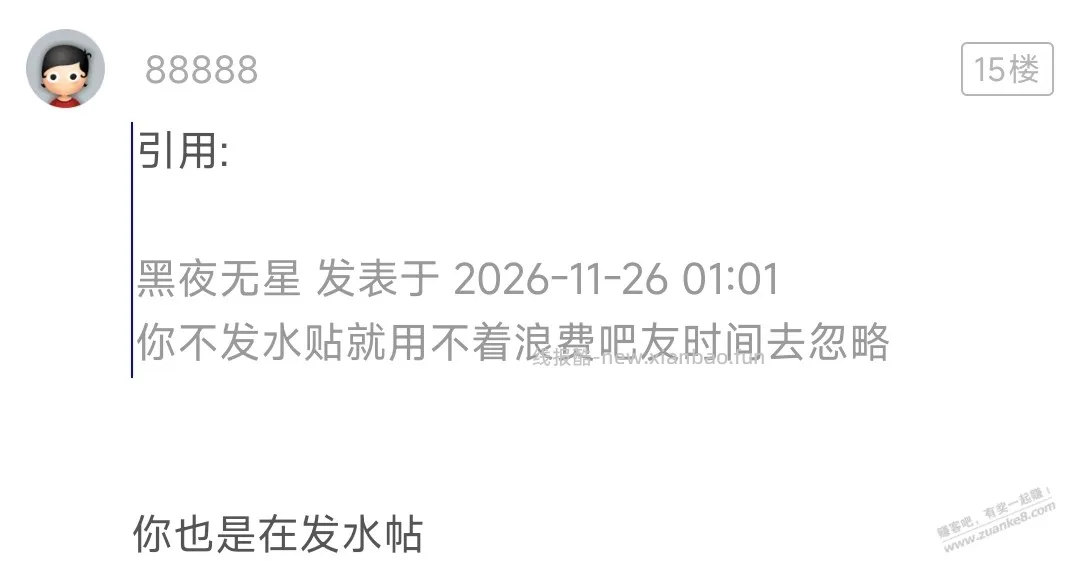 88888
15楼
引用:
黑夜无星 发表于 2026-11-26 01:01
你不发水贴就用不着浪费吧友时间去忽略
线报酷-new.xianbao.fun
你也是在发水帖
赚客吧，有奖一起赚！
www.zuanke8.com